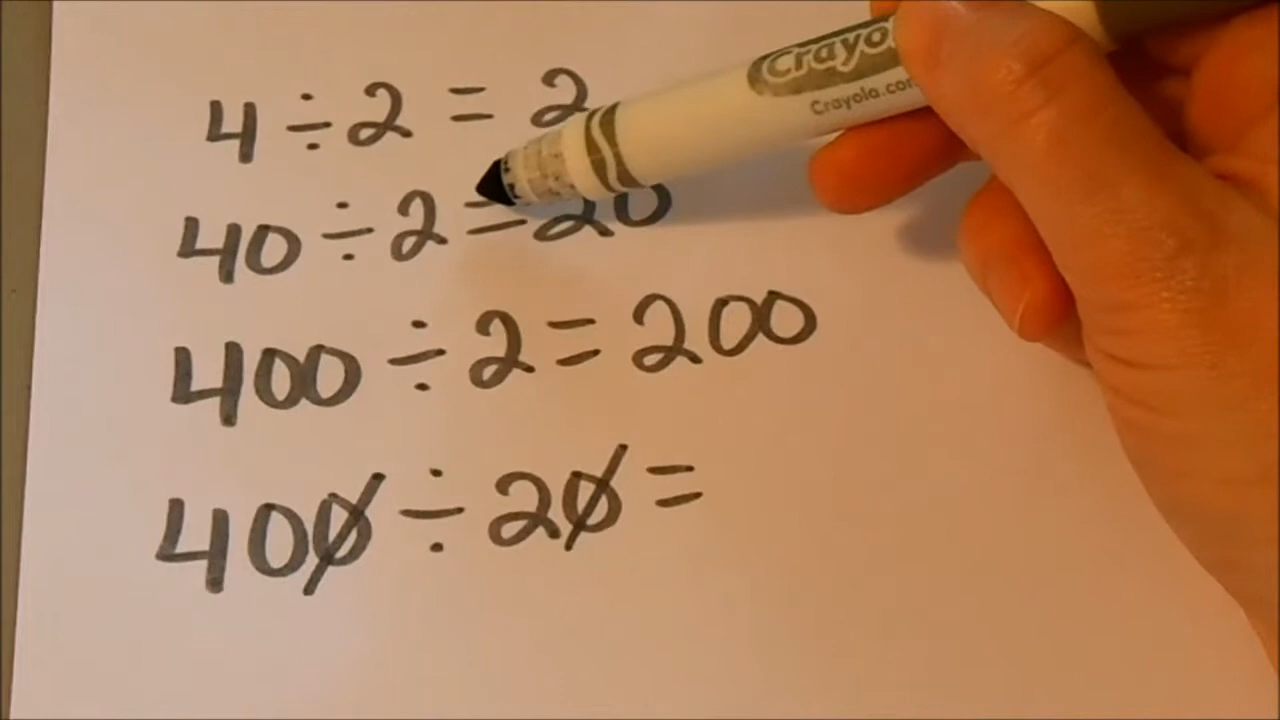 4 ÷ 2 = 2
40 ÷ 2 = 20
400 ÷ 2 = 200
400 ÷ 20 =
Crayola
Crayola.com